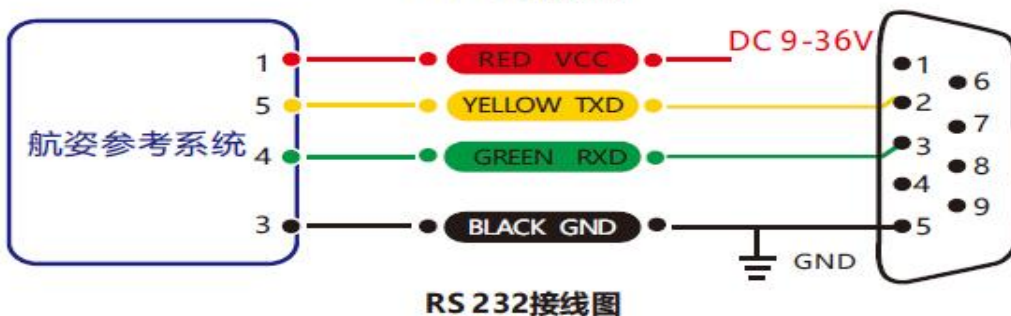 DC 9-36V
1 RED VCC 1
6
5 YELLOW TXD 2
7
航姿参考系统 4 GREEN RXD 3
8
4
9
3 BLACK GND 5
GND
RS 232接线图